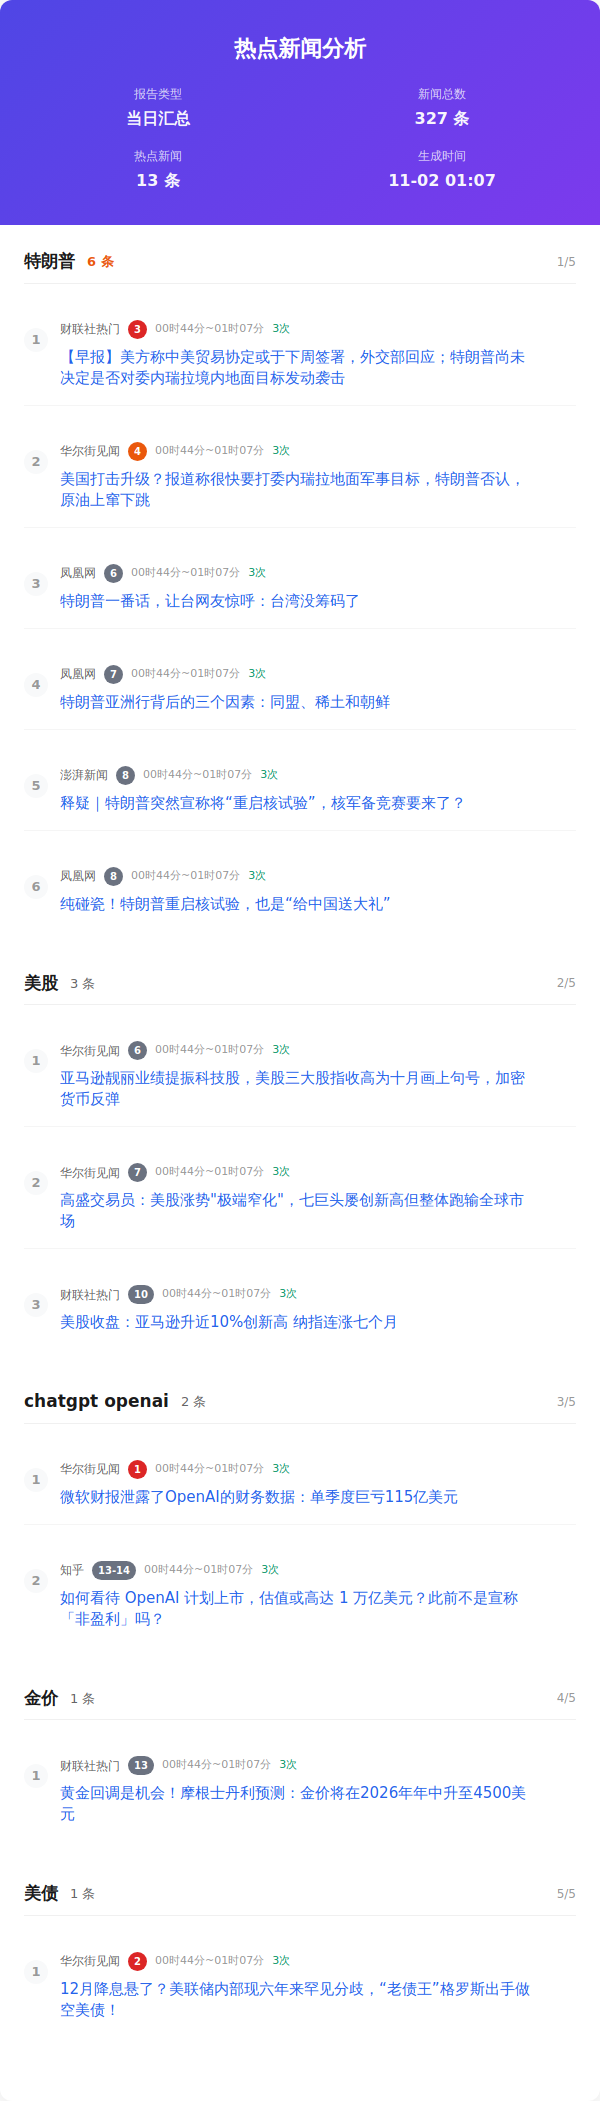 热点新闻分析
报告类型
新闻总数
当日汇总
327 条
热点新闻
生成时间
13 条
11-02 01:07
特朗普 6 条 1/5
1 财联社热门 3 00时44分~01时07分 3次
【早报】美方称中美贸易协定或于下周签署，外交部回应；特朗普尚未
决定是否对委内瑞拉境内地面目标发动袭击
2 华尔街见闻 4 00时44分~01时07分 3次
美国打击升级？报道称很快要打委内瑞拉地面军事目标，特朗普否认，
原油上窜下跳
3 凤凰网 6 00时44分~01时07分 3次
特朗普一番话，让台网友惊呼：台湾没筹码了
4 凤凰网 7 00时44分~01时07分 3次
特朗普亚洲行背后的三个因素：同盟、稀土和朝鲜
5 澎湃新闻 8 00时44分~01时07分 3次
释疑｜特朗普突然宣称将“重启核试验”，核军备竞赛要来了？
6 凤凰网 8 00时44分~01时07分 3次
纯碰瓷！特朗普重启核试验，也是“给中国送大礼”
美股 3 条 2/5
1 华尔街见闻 6 00时44分~01时07分 3次
亚马逊靓丽业绩提振科技股，美股三大股指收高为十月画上句号，加密
货币反弹
2 华尔街见闻 7 00时44分~01时07分 3次
高盛交易员：美股涨势"极端窄化"，七巨头屡创新高但整体跑输全球市
场
3 财联社热门 10 00时44分~01时07分 3次
美股收盘：亚马逊升近10%创新高 纳指连涨七个月
chatgpt openai 2 条 3/5
1 华尔街见闻 1 00时44分~01时07分 3次
微软财报泄露了OpenAI的财务数据：单季度巨亏115亿美元
2 知乎 13-14 00时44分~01时07分 3次
如何看待 OpenAI 计划上市，估值或高达 1 万亿美元？此前不是宣称
「非盈利」吗？
金价 1 条 4/5
1 财联社热门 13 00时44分~01时07分 3次
黄金回调是机会！摩根士丹利预测：金价将在2026年年中升至4500美
元
美债 1 条 5/5
1 华尔街见闻 2 00时44分~01时07分 3次
12月降息悬了？美联储内部现六年来罕见分歧，“老债王”格罗斯出手做
空美债！